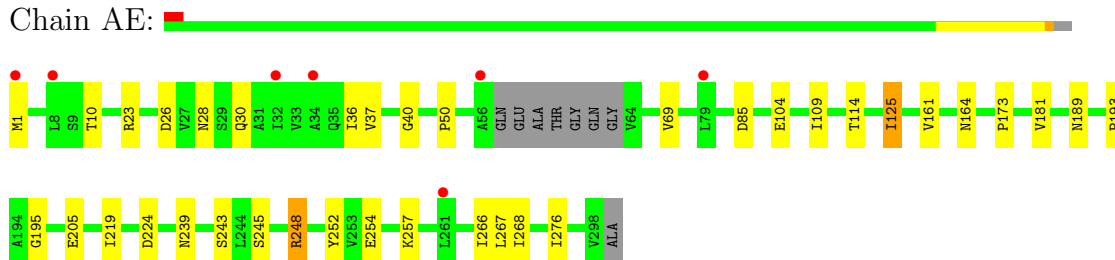 Chain AE:
M1 L8 S9 T10 R23 D26 V27 N28 S29 Q30 A31 I32 V33 A34 Q35 I36 V37 G40 P50 A56 GLN GLU ALA THR GLY GLN GLY V64 V69 L79 D85 E104 I109 T114 I125 V161 N164 P173 V181 N189
A194 G195 E205 I219 D224 N239 S243 L244 S245 R248 Y252 V253 E254 K257 L261 I266 L267 I268 I276 V298 ALA